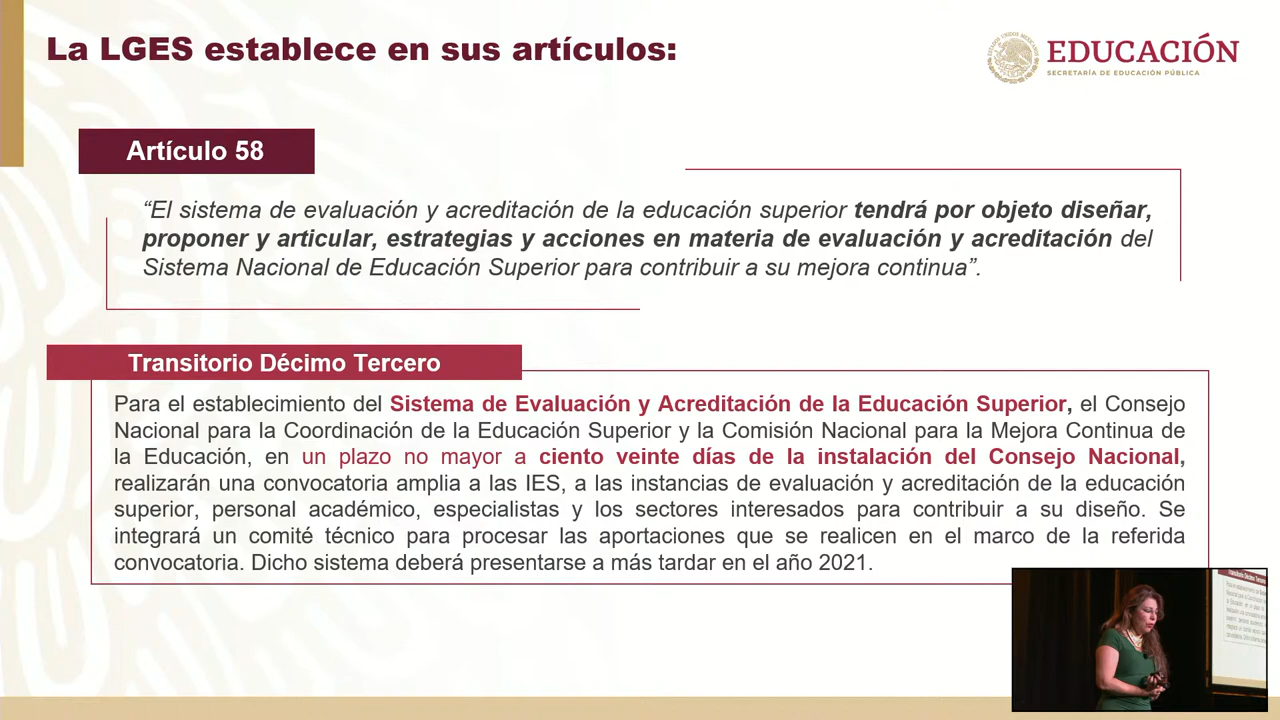 La LGES establece en sus artículos:
EDUCACIÓN
SECRETARÍA DE EDUCACIÓN PÚBLICA
Artículo 58
“El sistema de evaluación y acreditación de la educación superior tendrá por objeto diseñar,
proponer y articular, estrategias y acciones en materia de evaluación y acreditación del
Sistema Nacional de Educación Superior para contribuir a su mejora continua”.
Transitorio Décimo Tercero
Para el establecimiento del Sistema de Evaluación y Acreditación de la Educación Superior, el Consejo
Nacional para la Coordinación de la Educación Superior y la Comisión Nacional para la Mejora Continua de
la Educación, en un plazo no mayor a ciento veinte días de la instalación del Consejo Nacional,
realizarán una convocatoria amplia a las IES, a las instancias de evaluación y acreditación de la educación
superior, personal académico, especialistas y los sectores interesados para contribuir a su diseño. Se
integrará un comité técnico para procesar las aportaciones que se realicen en el marco de la referida
convocatoria. Dicho sistema deberá presentarse a más tardar en el año 2021.
Transitorio Décimo Tercero